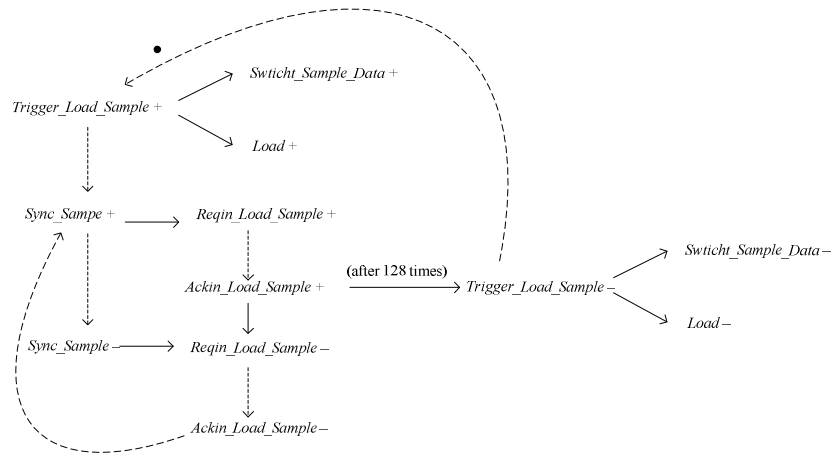 Swticht_Sample_Data +
Trigger_Load_Sample +
Load +
Sync_Sampe +
Reqin_Load_Sample +
Swticht_Sample_Data –
(after 128 times)
Ackin_Load_Sample +
Trigger_Load_Sample –
Load –
Sync_Sample –
Reqin_Load_Sample –
Ackin_Load_Sample –